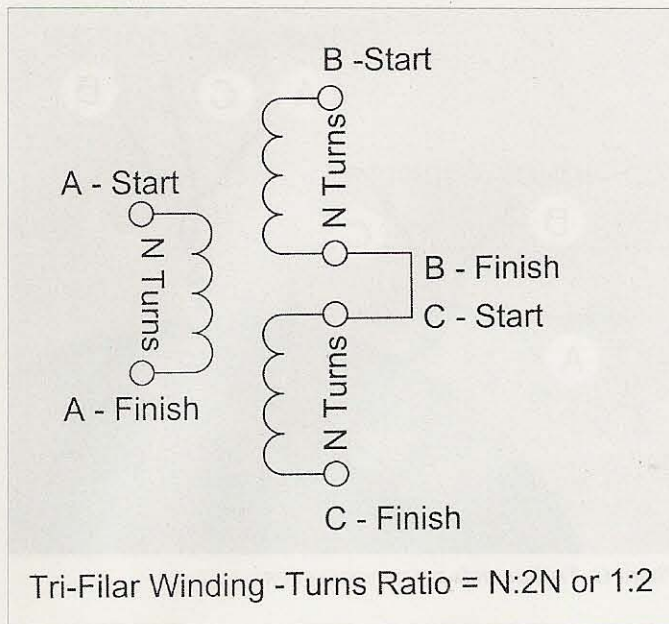 B -Start
A - Start
N Turns
N Turns
B - Finish
C - Start
A - Finish
N Turns
C - Finish
Tri-Filar Winding -Turns Ratio = N:2N or 1:2